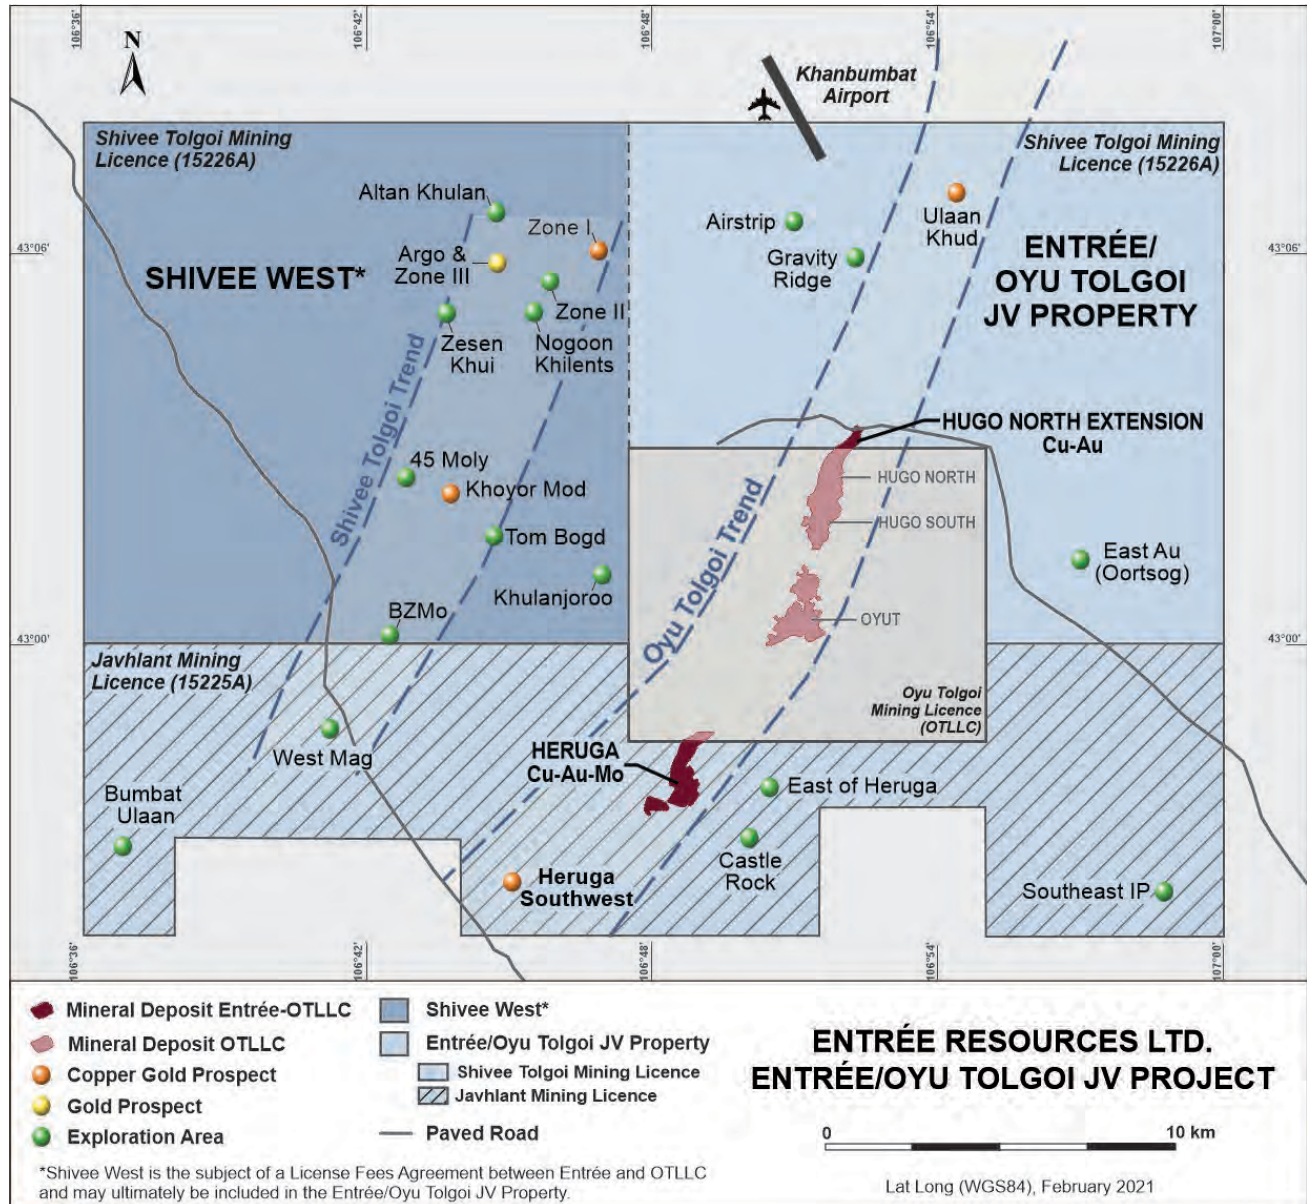 106°36'
106°42'
106°48'
106°54'
107°00'
N
Khanbumbat
Airport
Shivee Tolgoi Mining
Licence (15226A)
Shivee Tolgoi Mining
Licence (15226A)
Altan Khulan
Zone I
Airstrip
Ulaan
Khud
43°06'
43°06'
Argo &
Zone III
Gravity
Ridge
SHIVEE WEST*
ENTRÉE/
OYU TOLGOI
JV PROPERTY
Zone II
Zesen
Khui
Nogoon
Khilents
Shivee Tolgoi Trend
HUGO NORTH EXTENSION
Cu-Au
45 Moly
Khoyor Mod
HUGO NORTH
HUGO SOUTH
Tom Bogd
East Au
(Oortsog)
Khulanjoroo
BZMo
OYUT
Oyu Tolgoi Trend
43°00'
43°00'
Javhlant Mining
Licence (15225A)
Oyu Tolgoi
Mining Licence
(OTLLC)
West Mag
HERUGA
Cu-Au-Mo
East of Heruga
Bumbat
Ulaan
Castle
Rock
Heruga
Southwest
Southeast IP
106°36'
106°42'
106°48'
106°54'
107°00'
Mineral Deposit Entrée-OTLLC
Mineral Deposit OTLLC
Copper Gold Prospect
Gold Prospect
Exploration Area
Shivee West*
Entrée/Oyu Tolgoi JV Property
Shivee Tolgoi Mining Licence
Javhlant Mining Licence
Paved Road
*Shivee West is the subject of a License Fees Agreement between Entrée and OTLLC
and may ultimately be included in the Entrée/Oyu Tolgoi JV Property.
ENTRÉE RESOURCES LTD.
ENTRÉE/OYU TOLGOI JV PROJECT
0
10 km
Lat Long (WGS84), February 2021